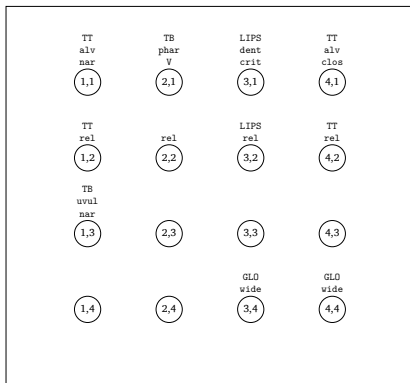 TT TB LIPS TT
alv phar dent alv
nar V crit clos
1,1 2,1 3,1 4,1
TT LIPS TT
rel rel rel rel
1,2 2,2 3,2 4,2
TB
uvul
nar
1,3 2,3 3,3 4,3
GLO GLO
wide wide
1,4 2,4 3,4 4,4